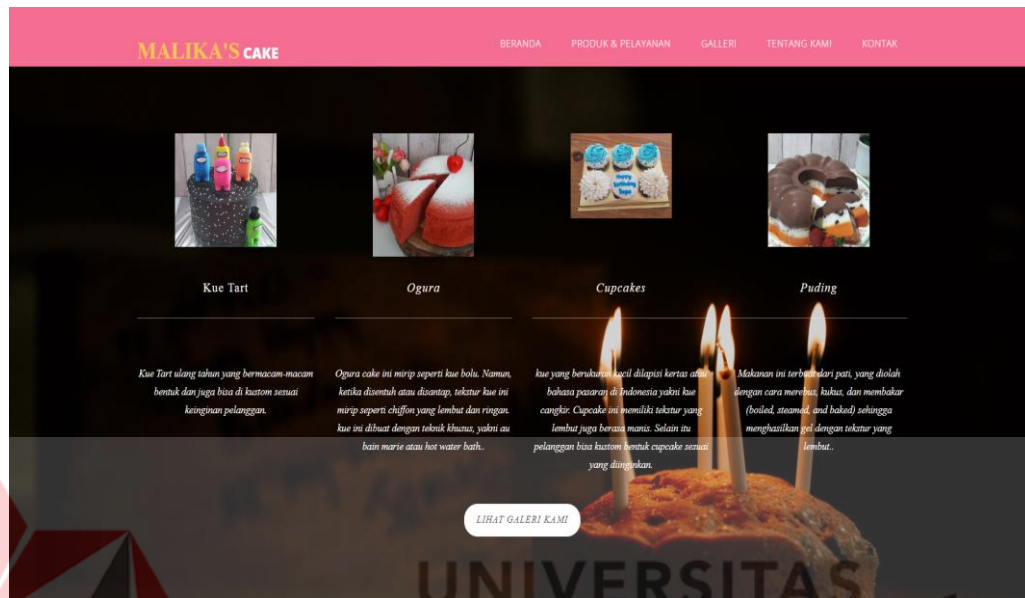 MALIKA'S CAKE
BERANDA PRODUK & PELAYANAN GALLERI TENTANG KAMI KONTAK
Kue Tart
Kue Tart ulang tahun yang bermacam-macam
bentuk dan juga bisa di kustom sesuai
keinginan pelanggan.
Ogura
Ogura cake ini mirip seperti kue bolu. Namun,
ketika disentuh atau disantap, tekstur kue ini
mirip seperti chiffon yang lembut dan ringan.
kue ini dibuat dengan teknik khusus, yakni au
bain marie atau hot water bath..
Happy
birthday
Cupcakes
kue yang berukuran kecil dilapisi kertas atau
bahasa pasaran di Indonesia yakni kue
cangkir. Cupcake ini memiliki tekstur yang
lembut juga berasa manis. Selain itu
pelanggan bisa kustom bentuk cupcake sesuai
yang diinginkan.
Puding
Makanan ini terbuat dari pati, yang diolah
dengan cara merebus, kukus, dan membakar
(boiled, steamed, and baked) sehingga
menghasilkan gel dengan tekstur yang
lembut..
LIHAT GALERI KAMI
UNIVERSITAS